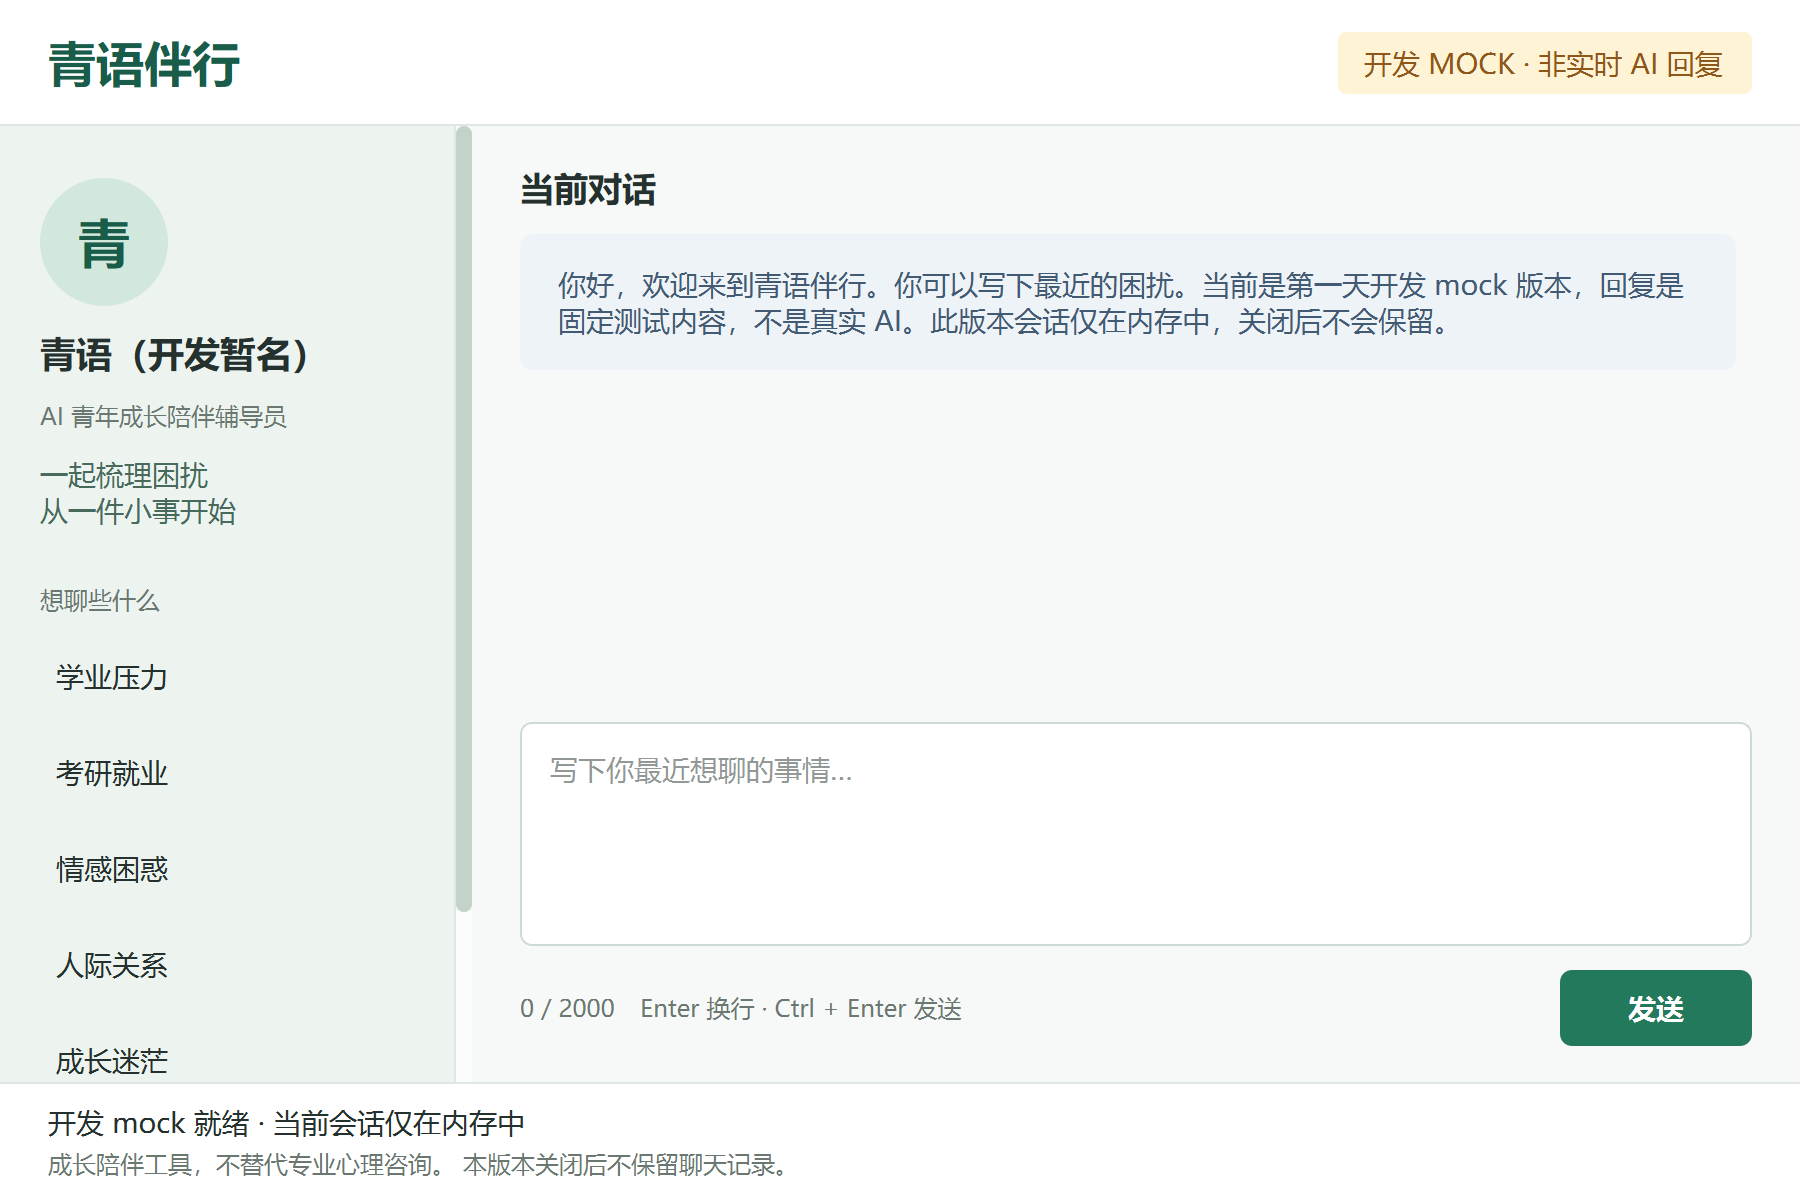 青语伴行
开发 MOCK · 非实时 AI 回复
青
青语（开发暂名）
AI 青年成长陪伴辅导员
一起梳理困扰
从一件小事开始
想聊些什么
学业压力
考研就业
情感困惑
人际关系
成长迷茫
当前对话
你好，欢迎来到青语伴行。你可以写下最近的困扰。当前是第一天开发 mock 版本，回复是
固定测试内容，不是真实 AI。此版本会话仅在内存中，关闭后不会保留。
写下你最近想聊的事情...
0 / 2000 Enter 换行 · Ctrl + Enter 发送
发送
开发 mock 就绪 · 当前会话仅在内存中
成长陪伴工具，不替代专业心理咨询。 本版本关闭后不保留聊天记录。